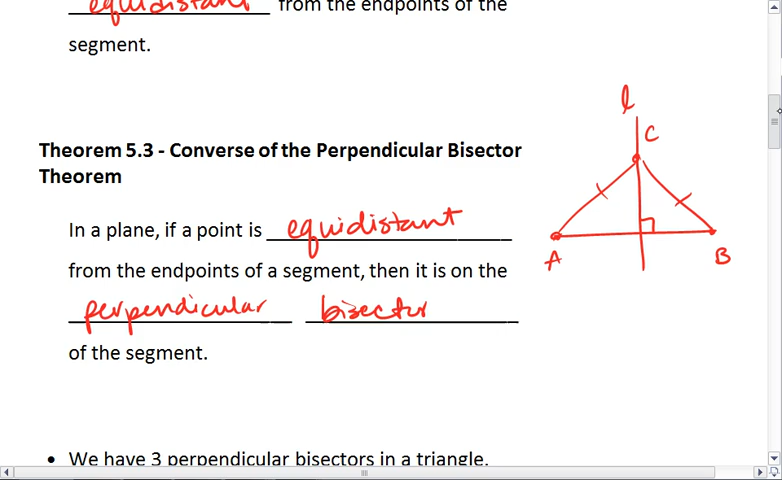 equidistant from the endpoints of the
segment.
l
C
Theorem 5.3 - Converse of the Perpendicular Bisector
Theorem
In a plane, if a point is equidistant
A B
from the endpoints of a segment, then it is on the
perpendicular bisector
of the segment.
• We have 3 perpendicular bisectors in a triangle.